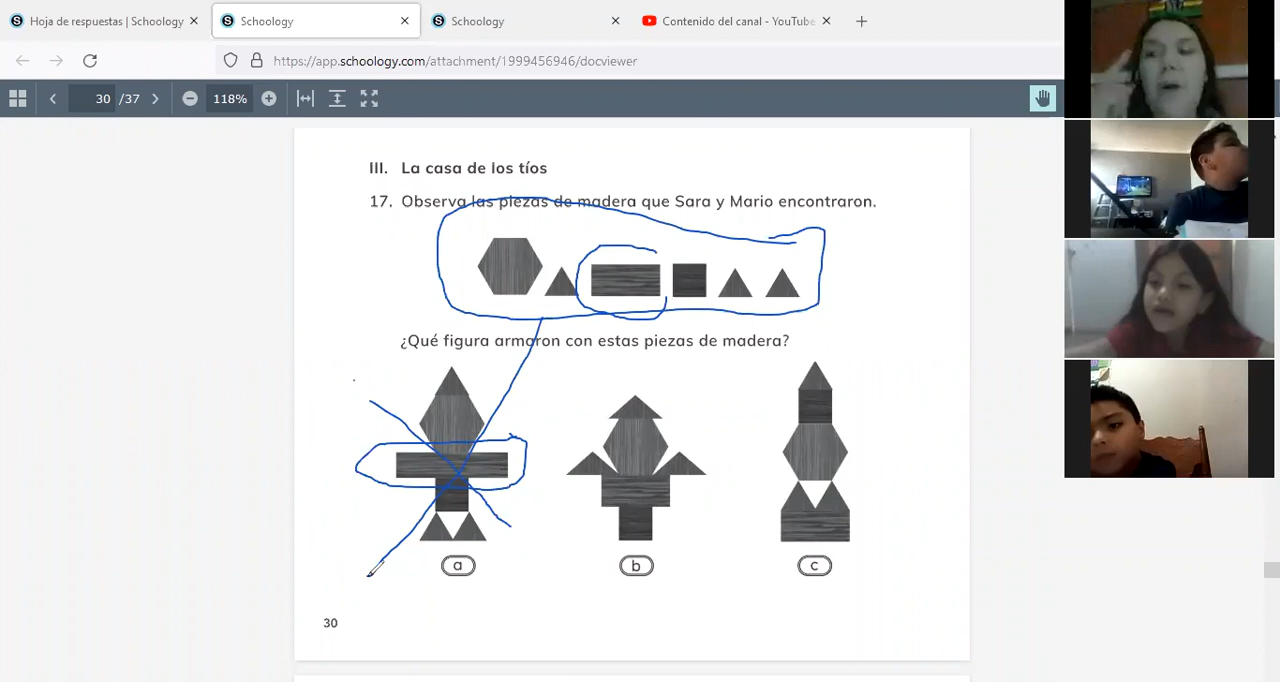 Hoja de respuestas | Schoology
Schoology
Schoology
Contenido del canal - YouTube
https://app.schoology.com/attachment/1999456946/docviewer
30 /37
118%
III. La casa de los tíos
17. Observa las piezas de madera que Sara y Mario encontraron.
¿Qué figura armaron con estas piezas de madera?
a
b
c
30